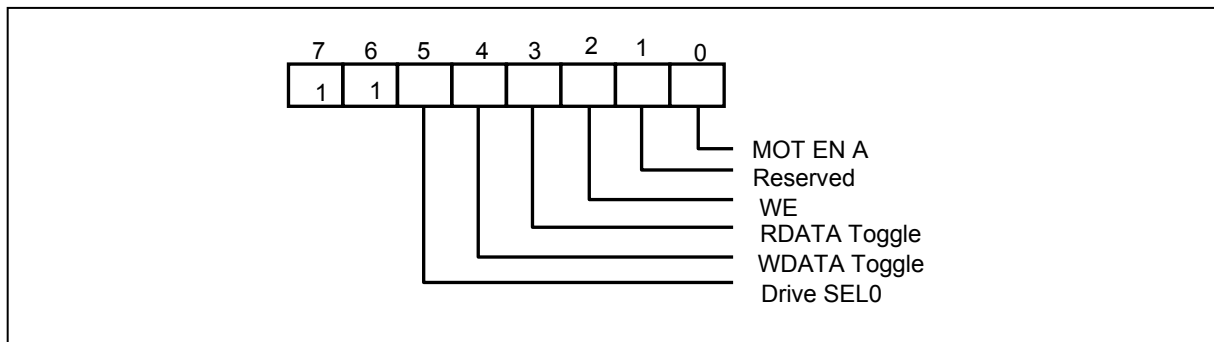 7 6 5 4 3 2 1 0
1 1
MOT EN A
Reserved
WE
RDATA Toggle
WDATA Toggle
Drive SEL0